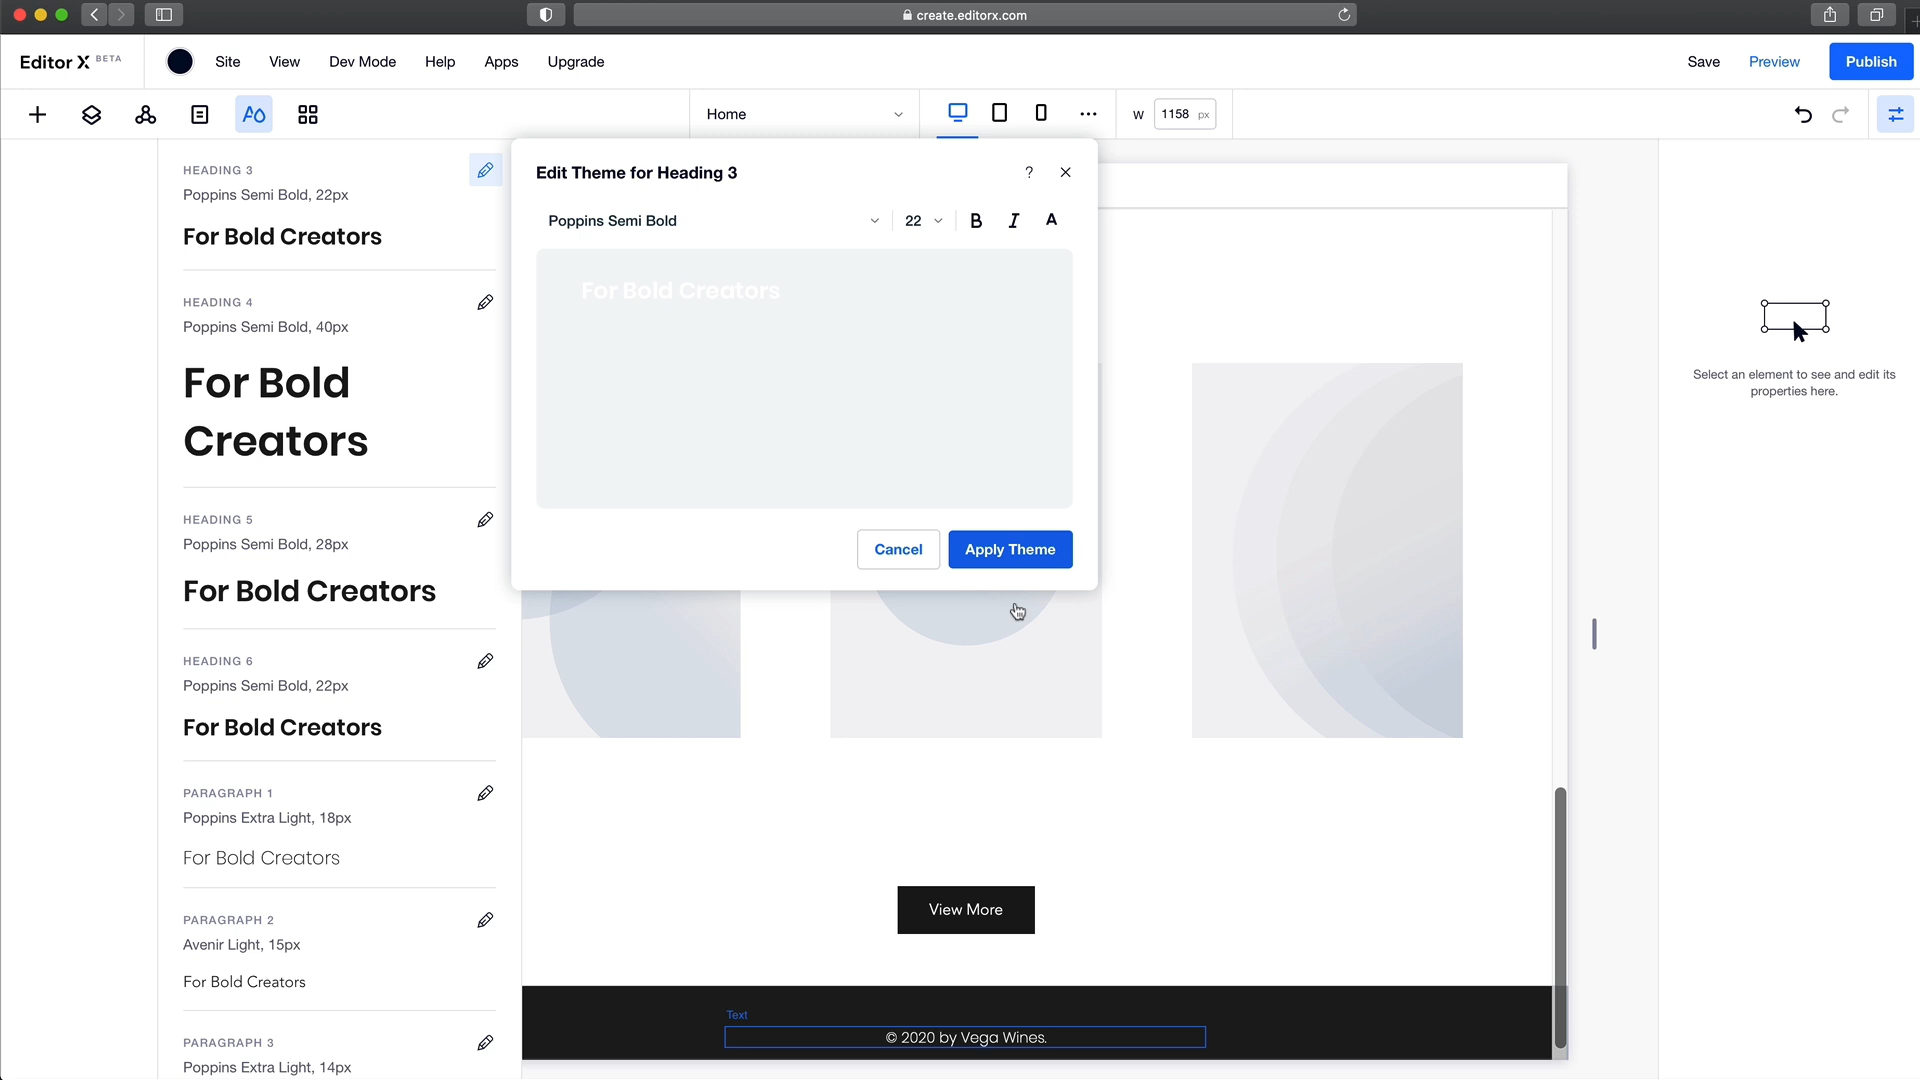 create.editorx.com
Editor X BETA
Site
View
Dev Mode
Help
Apps
Upgrade
Save
Preview
Publish
Home
W
1158 px
HEADING 3
Poppins Semi Bold, 22px
For Bold Creators
HEADING 4
Poppins Semi Bold, 40px
For Bold
Creators
HEADING 5
Poppins Semi Bold, 28px
For Bold Creators
HEADING 6
Poppins Semi Bold, 22px
For Bold Creators
PARAGRAPH 1
Poppins Extra Light, 18px
For Bold Creators
PARAGRAPH 2
Avenir Light, 15px
For Bold Creators
PARAGRAPH 3
Poppins Extra Light, 14px
Edit Theme for Heading 3
?
Poppins Semi Bold
22
B
I
A
For Bold Creators
Cancel
Apply Theme
View More
Text
© 2020 by Vega Wines.
Select an element to see and edit its
properties here.